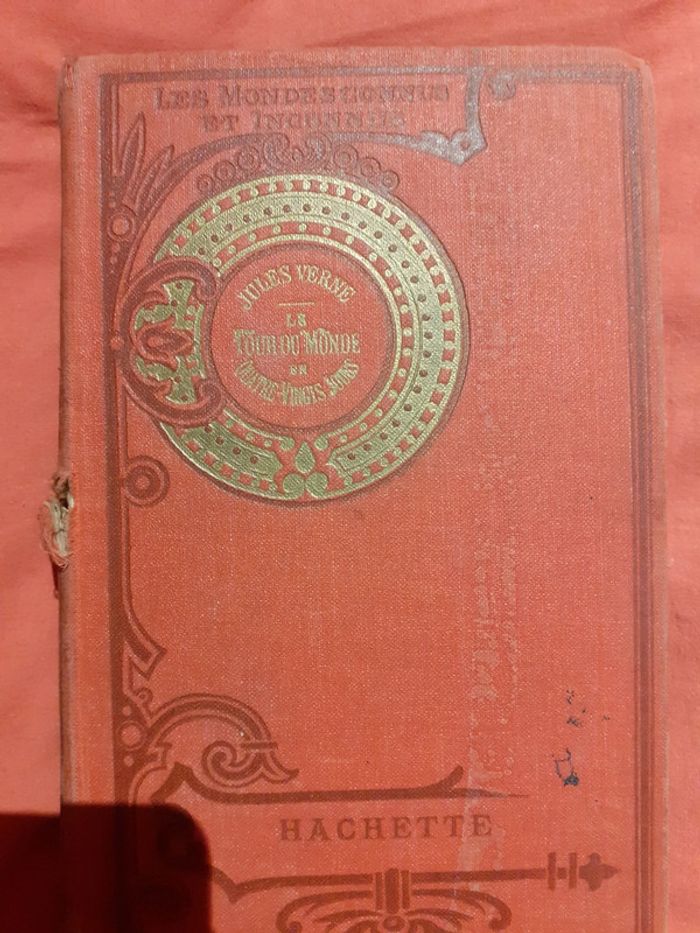 LES MONDES CONNUS
ET INCONNUS
JULES VERNE
LE
TOUR DU MONDE
EN
QUATRE-VINGTS JOURS
HACHETTE